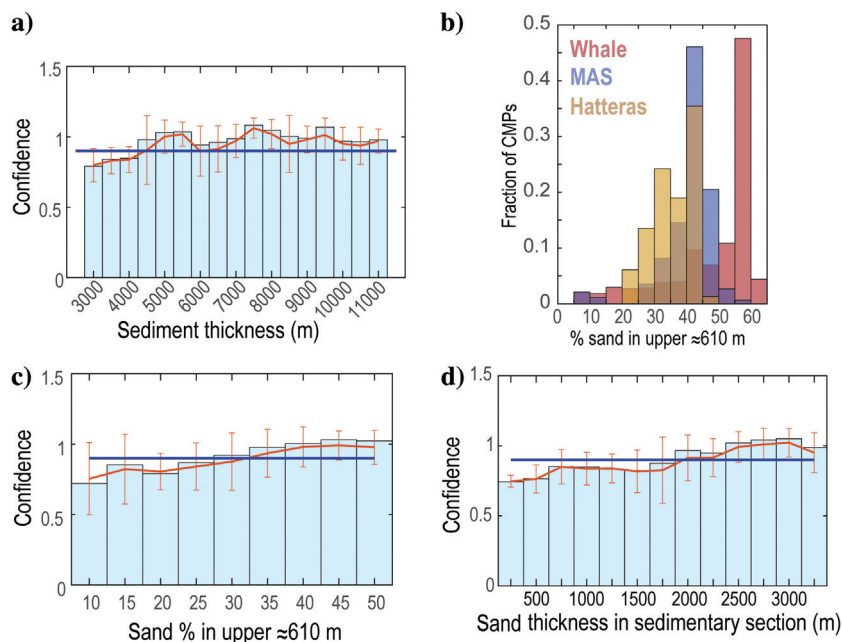 a)
1.5
1
0.5
0
Confidence
3000 4000 5000 6000 7000 8000 9000 10000 11000
Sediment thickness (m)
b)
0.5
0.4
0.3
0.2
0.1
0
Fraction of CMPs
Whale
MAS
Hatteras
0 10 20 30 40 50 60
% sand in upper ≈610 m
c)
1.5
1
0.5
0
Confidence
10 15 20 25 30 35 40 45 50
Sand % in upper ≈610 m
d)
1.5
1
0.5
0
Confidence
500 1000 1500 2000 2500 3000
Sand thickness in sedimentary section (m)